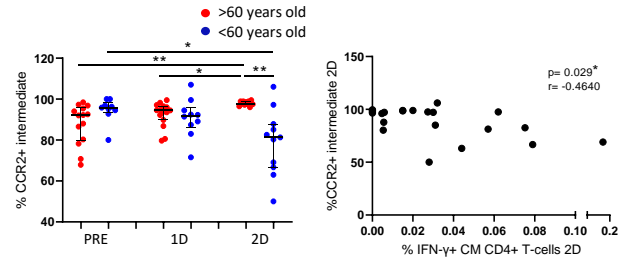 >60 years old
<60 years old
*
**
*
**
% CCR2+ intermediate
120
100
80
60
40
PRE
1D
2D
p= 0.029*
r= -0.4640
%CCR2+ intermediate 2D
150
100
50
0
0.00
0.02
0.04
0.06
0.08
0.10
0.2
% IFN-γ+ CM CD4+ T-cells 2D